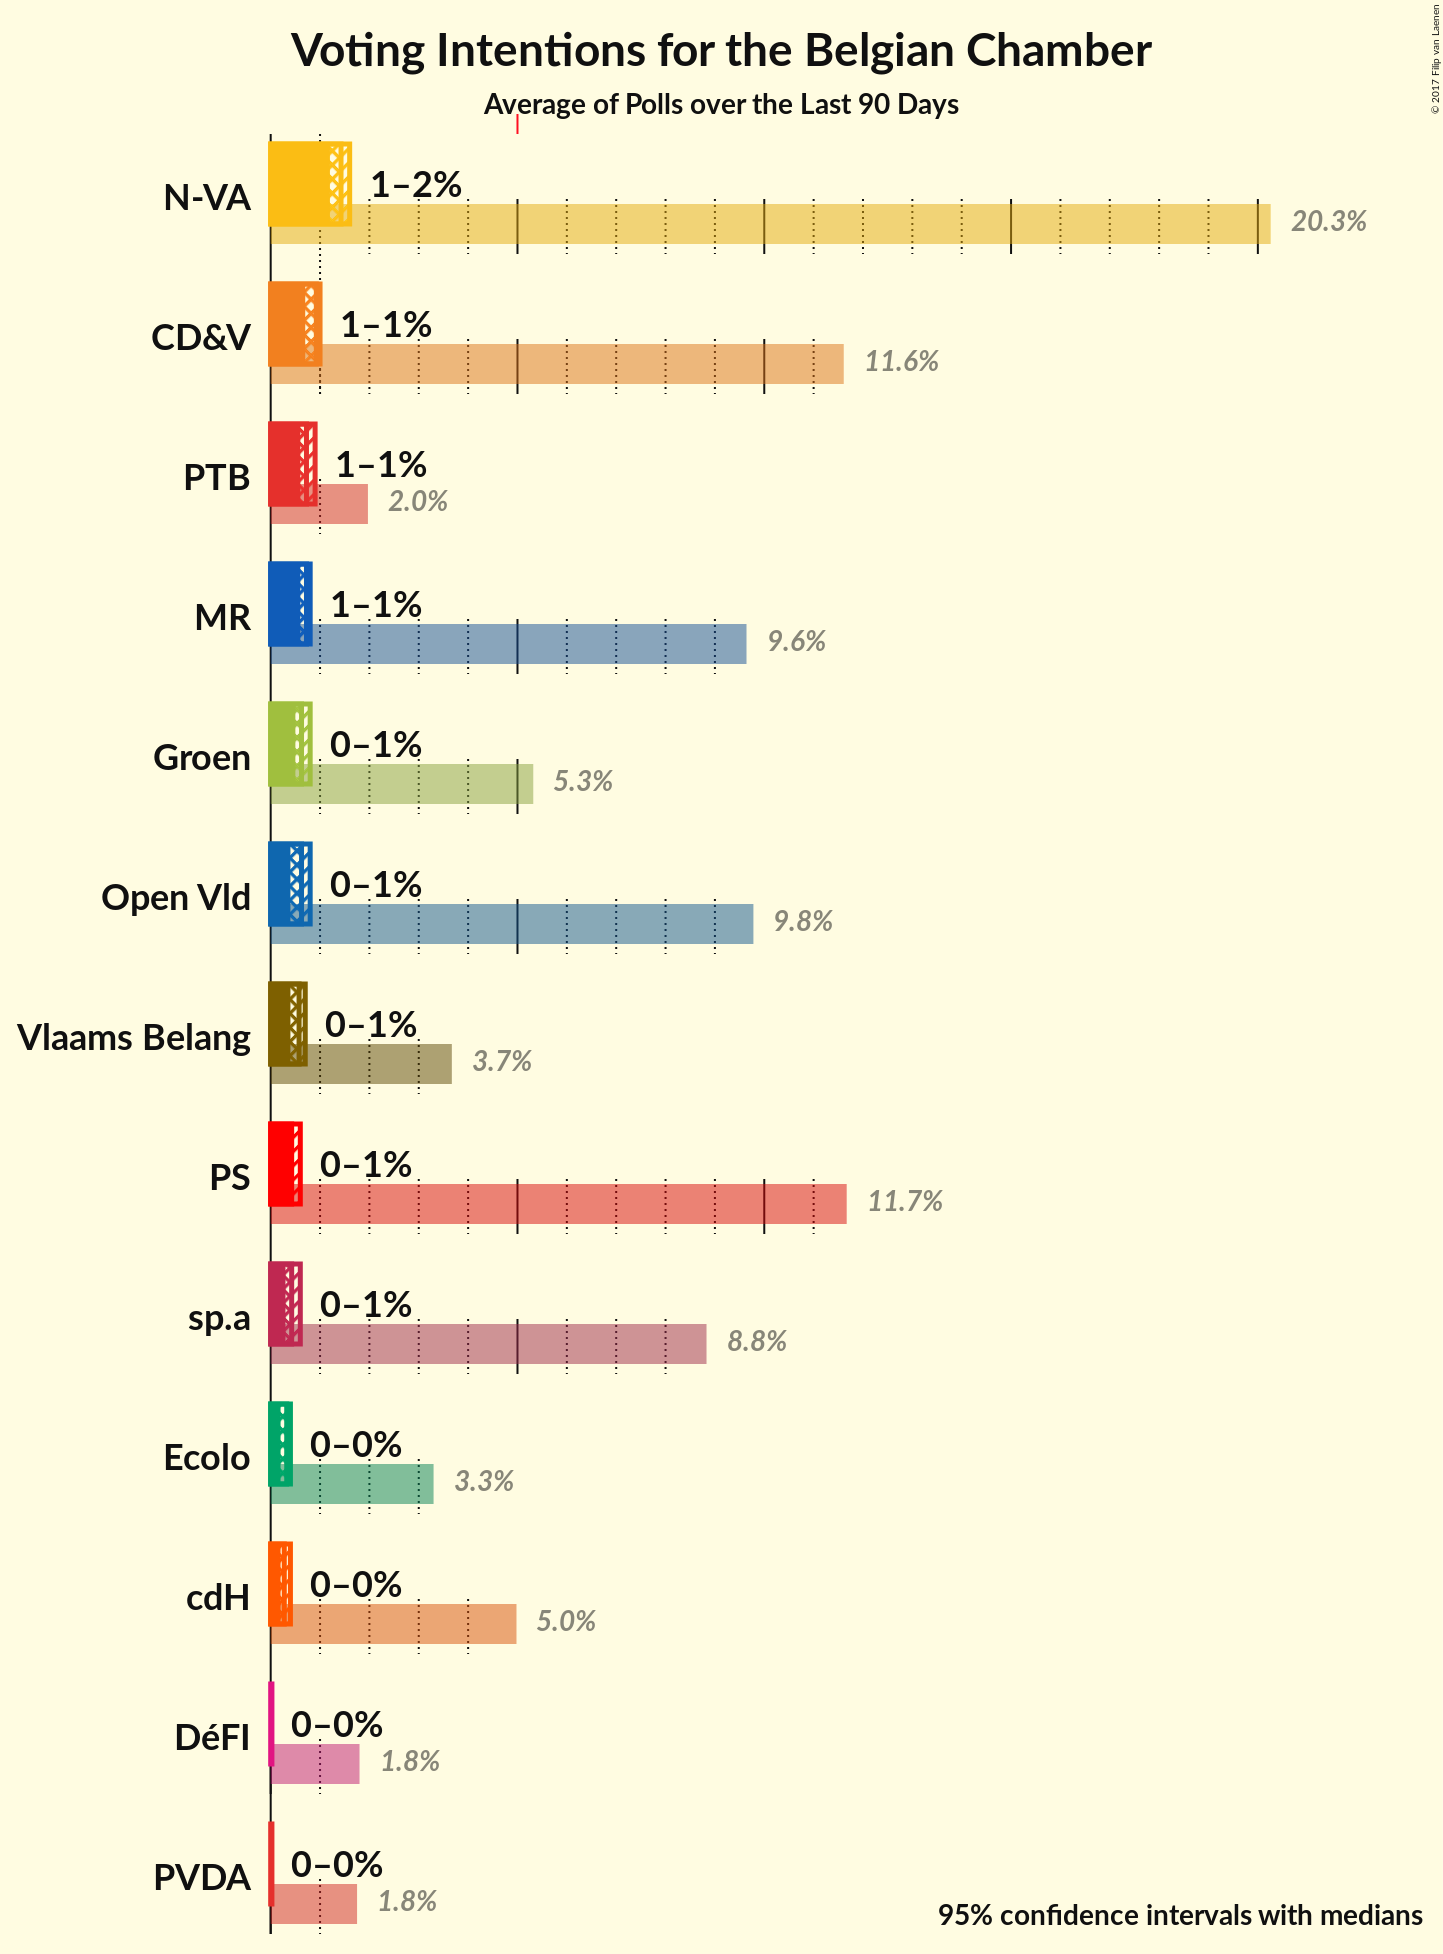 Voting Intentions for the Belgian Chamber
Average of Polls over the Last 90 Days
© 2017 Filip van Laenen
N-VA
1–2%
20.3%
CD&V
1–1%
11.6%
PTB
1–1%
2.0%
MR
1–1%
9.6%
Groen
0–1%
5.3%
Open Vld
0–1%
9.8%
Vlaams Belang
0–1%
3.7%
PS
0–1%
11.7%
sp.a
0–1%
8.8%
Ecolo
0–0%
3.3%
cdH
0–0%
5.0%
DéFI
0–0%
1.8%
PVDA
0–0%
1.8%
95% confidence intervals with medians